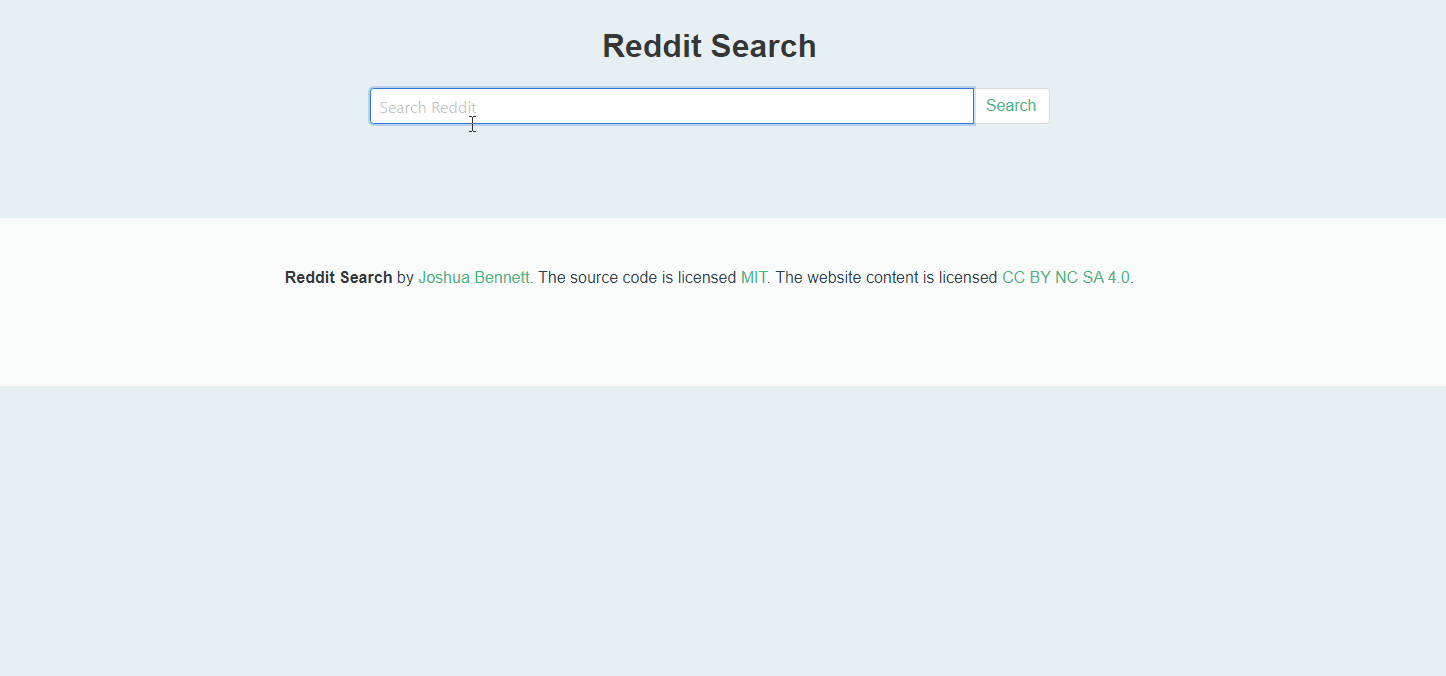 Reddit Search
Search Reddit
Search
Reddit Search by Joshua Bennett. The source code is licensed MIT. The website content is licensed CC BY NC SA 4.0.